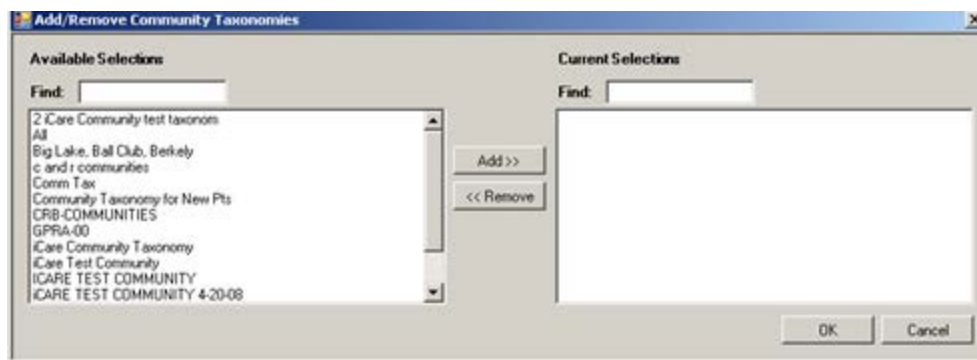 Add/Remove Community Taxonomies
Available Selections
Current Selections
Find:
Find:
2 iCare Community test taxonom
All
Big Lake, Ball Club, Berkely
c and r communities
Comm Tax
Community Taxonomy for New Pts
CRB-COMMUNITIES
GPRA-00
iCare Community Taxonomy
iCare Test Community
ICARE TEST COMMUNITY
iCARE TEST COMMUNITY 4-20-08
Add >>
<< Remove
OK
Cancel